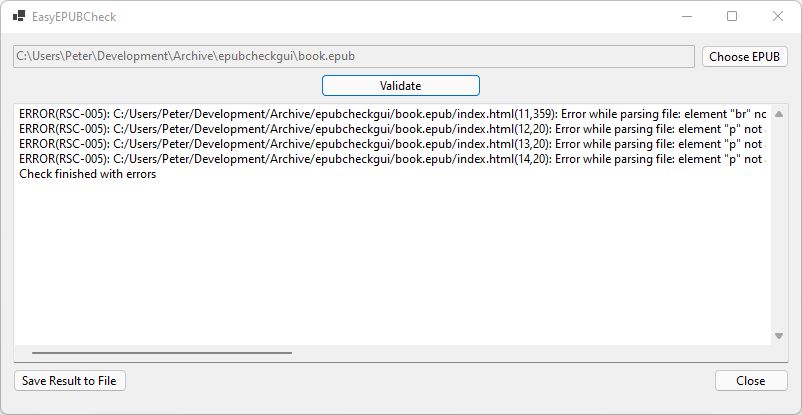 EasyEPUBCheck
C:\Users\Peter\Development\Archive\epubcheckgui\book.epub
Choose EPUB
Validate
ERROR(RSC-005): C:/Users/Peter/Development/Archive/epubcheckgui/book.epub/index.html(11,359): Error while parsing file: element "br" no
ERROR(RSC-005): C:/Users/Peter/Development/Archive/epubcheckgui/book.epub/index.html(12,20): Error while parsing file: element "p" not
ERROR(RSC-005): C:/Users/Peter/Development/Archive/epubcheckgui/book.epub/index.html(13,20): Error while parsing file: element "p" not
ERROR(RSC-005): C:/Users/Peter/Development/Archive/epubcheckgui/book.epub/index.html(14,20): Error while parsing file: element "p" not
Check finished with errors
Save Result to File
Close